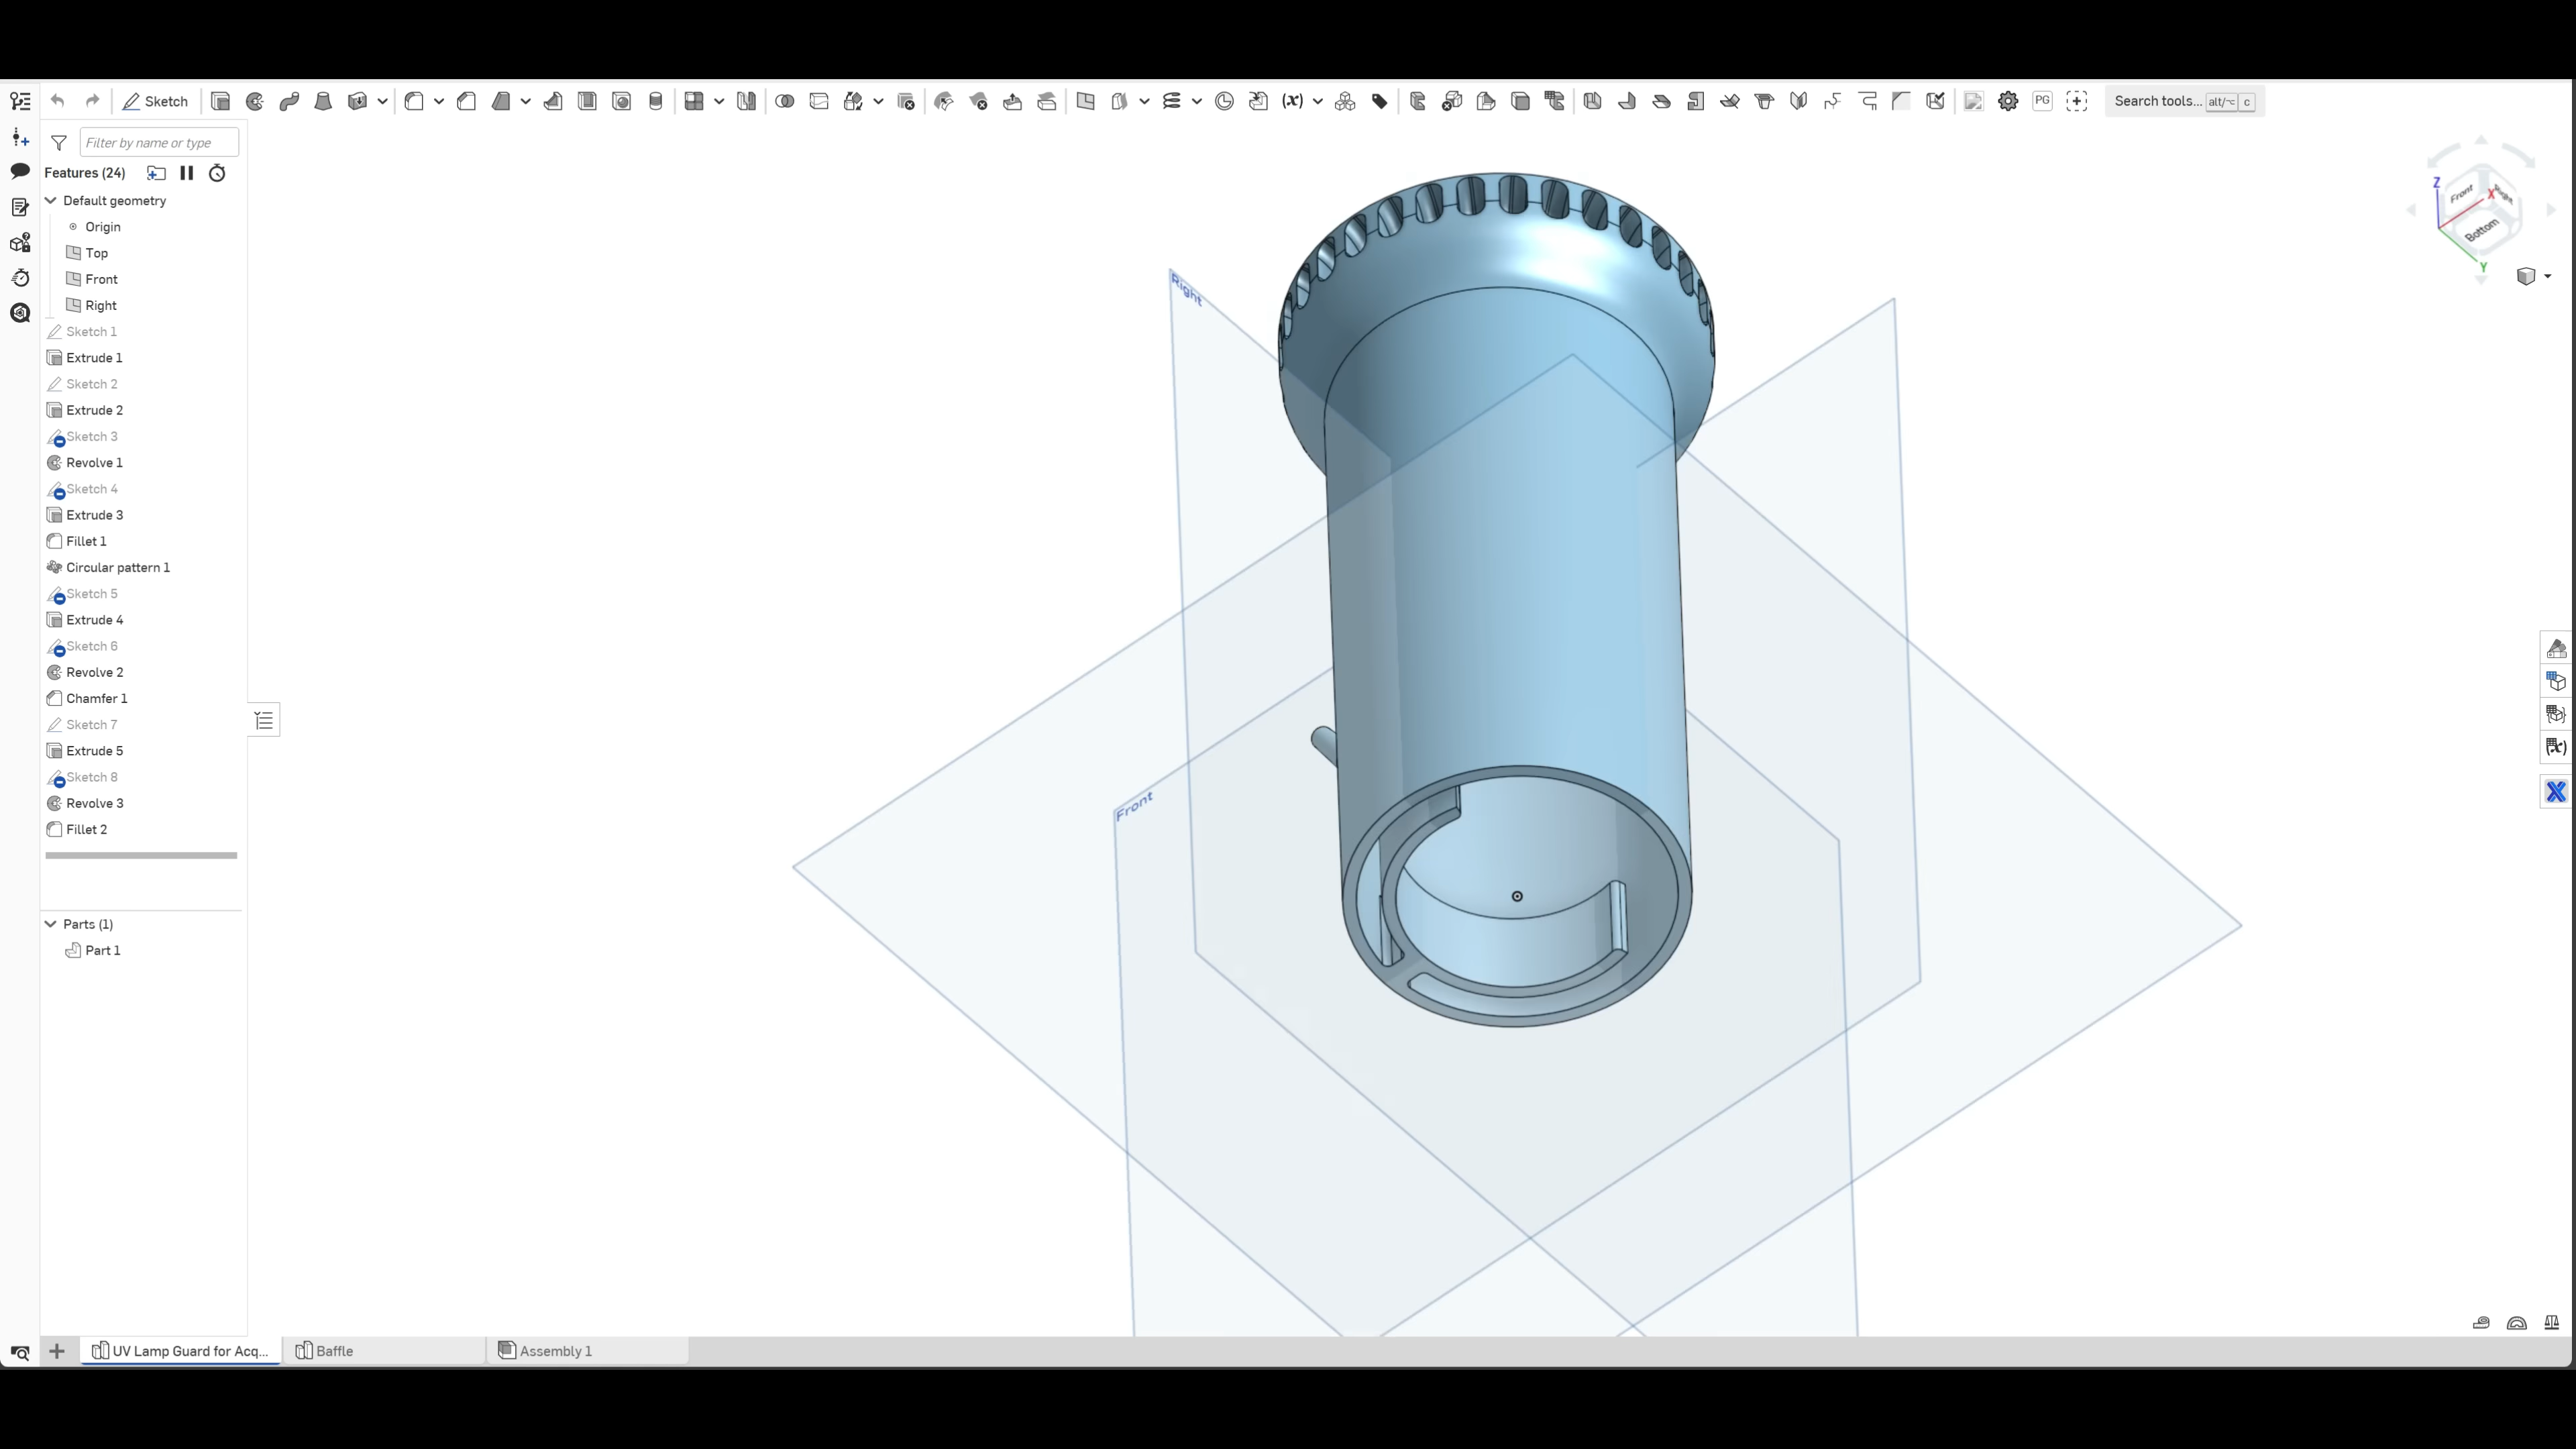 Sketch
(x)
PG
Search tools... alt/⌥ c
Filter by name or type
Features (24)
Default geometry
Origin
Top
Front
Right
Sketch 1
Extrude 1
Sketch 2
Extrude 2
Sketch 3
Revolve 1
Sketch 4
Extrude 3
Fillet 1
Circular pattern 1
Sketch 5
Extrude 4
Sketch 6
Revolve 2
Chamfer 1
Sketch 7
Extrude 5
Sketch 8
Revolve 3
Fillet 2
Parts (1)
Part 1
Right
Front
Z
Front
X
Right
Bottom
Y
(x)
X
UV Lamp Guard for Acq...
Baffle
Assembly 1